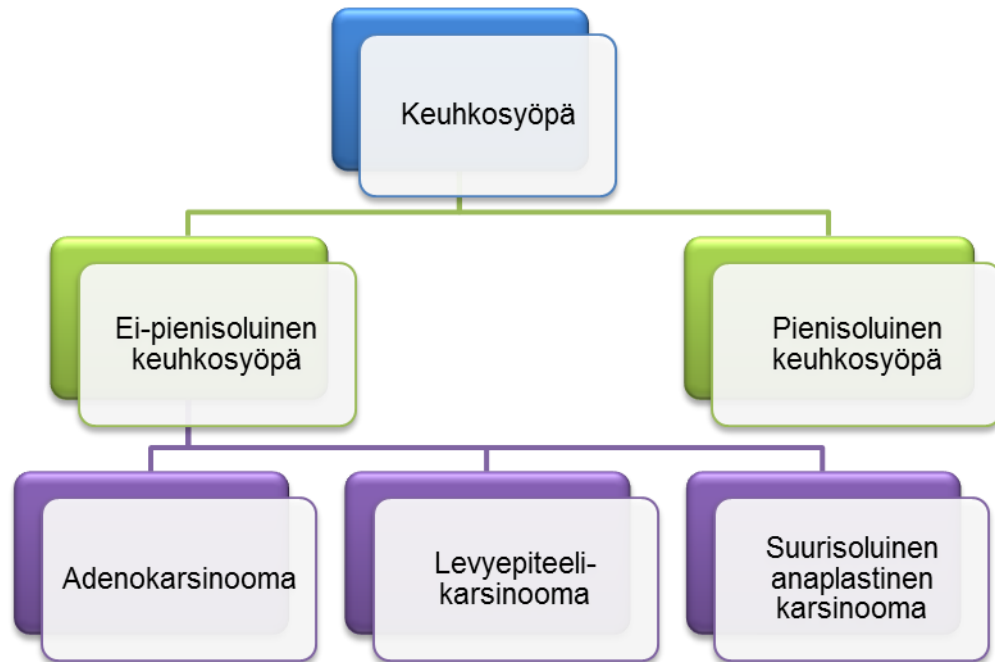 Keuhkosyöpä
Ei-pienisoluinen
keuhkosyöpä
Pienisoluinen
keuhkosyöpä
Adenokarsinooma
Levyepiteeli-
karsinooma
Suurisoluinen
anaplastinen
karsinooma